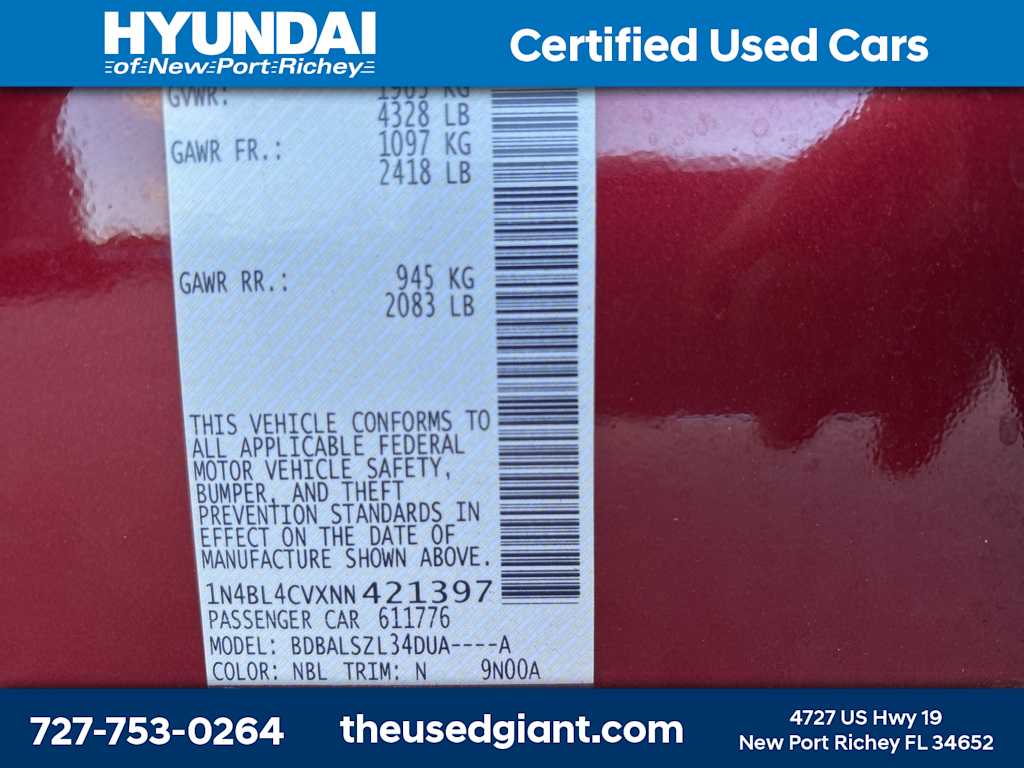 HYUNDAI
of New Port Richey
Certified Used Cars
GVWR: 1963 KG
4328 LB
GAWR FR.: 1097 KG
2418 LB
GAWR RR.: 945 KG
2083 LB
THIS VEHICLE CONFORMS TO
ALL APPLICABLE FEDERAL
MOTOR VEHICLE SAFETY,
BUMPER, AND THEFT
PREVENTION STANDARDS IN
EFFECT ON THE DATE OF
MANUFACTURE SHOWN ABOVE.
1N4BL4CVXNN421397
PASSENGER CAR 611776
MODEL: BDBALSZL34DUA----A
COLOR: NBL TRIM: N 9N00A
727-753-0264
theusedgiant.com
4727 US Hwy 19
New Port Richey FL 34652